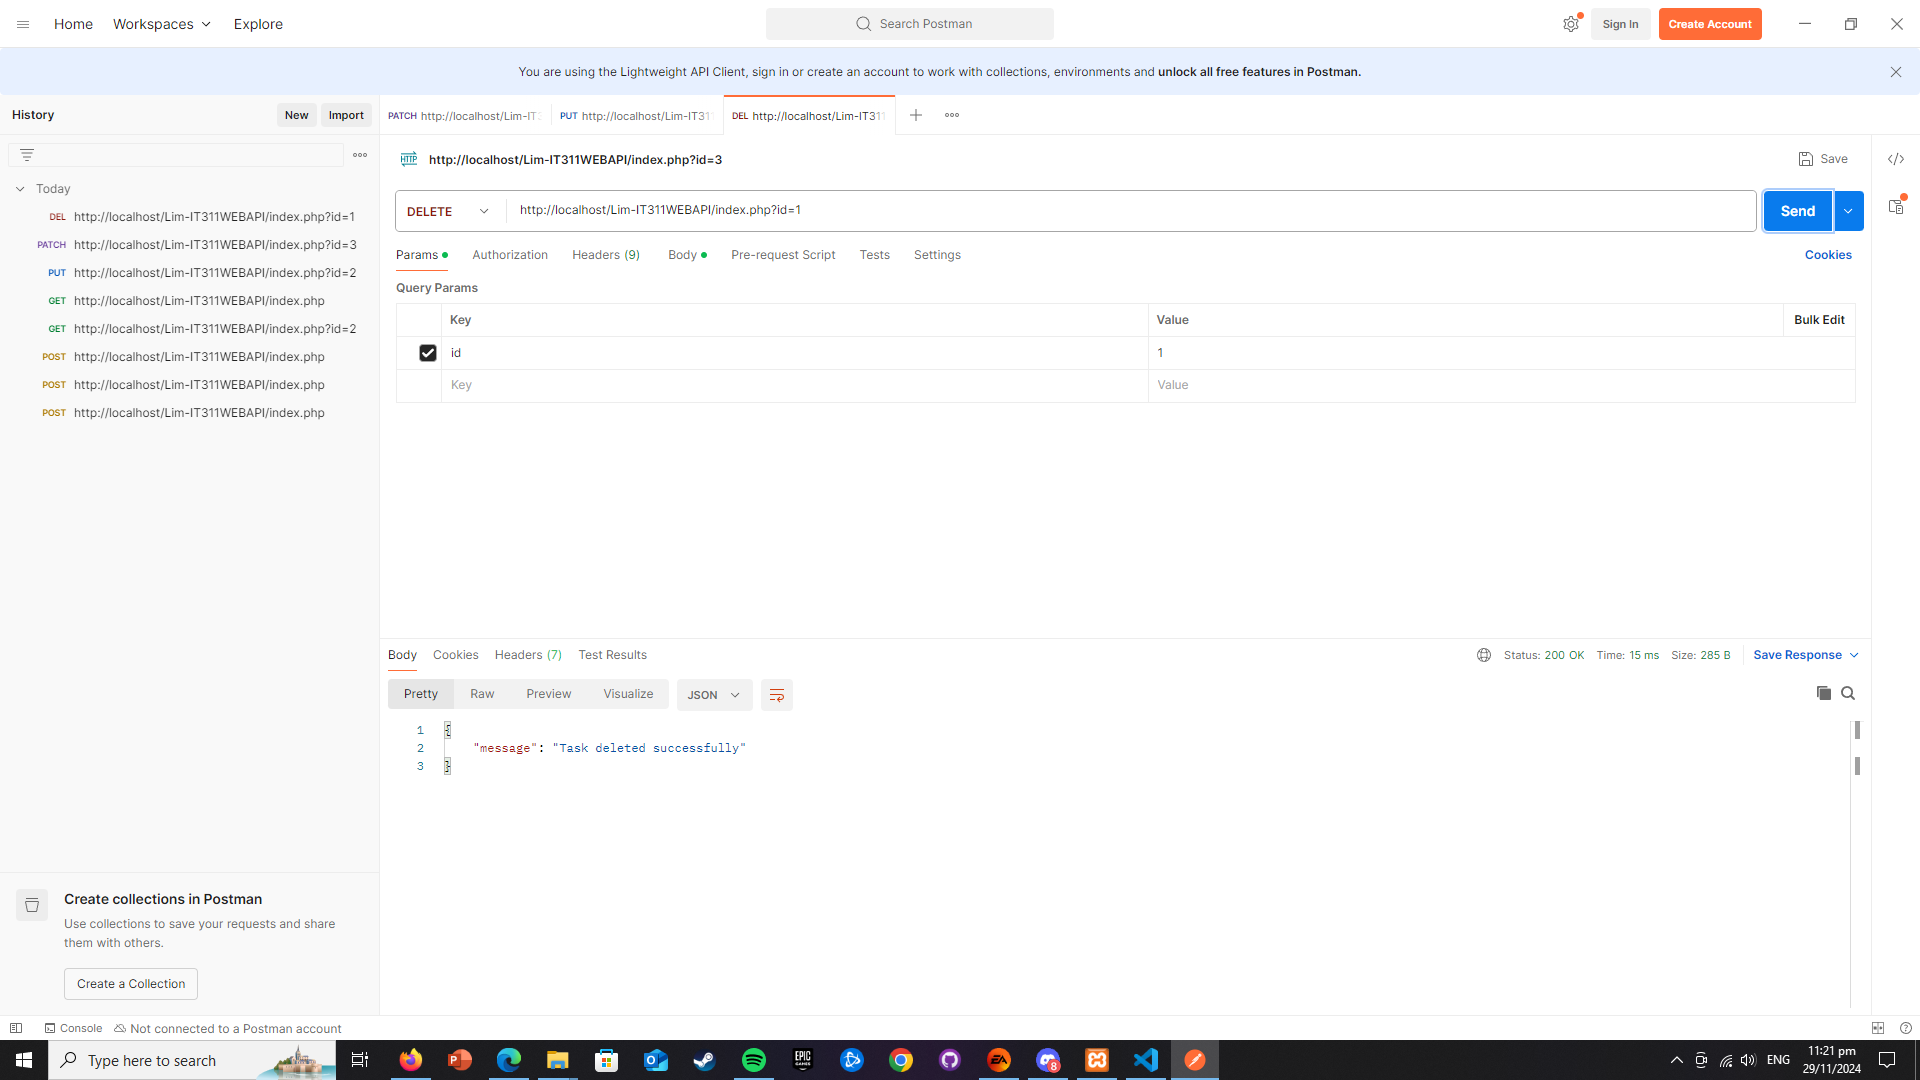 Home Workspaces Explore Search Postman Sign In Create Account
You are using the Lightweight API Client, sign in or create an account to work with collections, environments and unlock all free features in Postman.
History New Import
PATCH http://localhost/Lim-IT3 PUT http://localhost/Lim-IT311 DEL http://localhost/Lim-IT311
HTTP http://localhost/Lim-IT311WEBAPI/index.php?id=3 Save
Today
DEL http://localhost/Lim-IT311WEBAPI/index.php?id=1
PATCH http://localhost/Lim-IT311WEBAPI/index.php?id=3
PUT http://localhost/Lim-IT311WEBAPI/index.php?id=2
GET http://localhost/Lim-IT311WEBAPI/index.php
GET http://localhost/Lim-IT311WEBAPI/index.php?id=2
POST http://localhost/Lim-IT311WEBAPI/index.php
POST http://localhost/Lim-IT311WEBAPI/index.php
POST http://localhost/Lim-IT311WEBAPI/index.php
DELETE http://localhost/Lim-IT311WEBAPI/index.php?id=1 Send
Params Authorization Headers (9) Body Pre-request Script Tests Settings Cookies
Query Params
Key Value Bulk Edit
id 1
Key Value
Body Cookies Headers (7) Test Results Status: 200 OK Time: 15 ms Size: 285 B Save Response
Pretty Raw Preview Visualize JSON
1 {
2 "message": "Task deleted successfully"
3 }
Create collections in Postman
Use collections to save your requests and share
them with others.
Create a Collection
Console Not connected to a Postman account
Type here to search
EPIC GAMES
EA
8
ENG
11:21 pm
29/11/2024